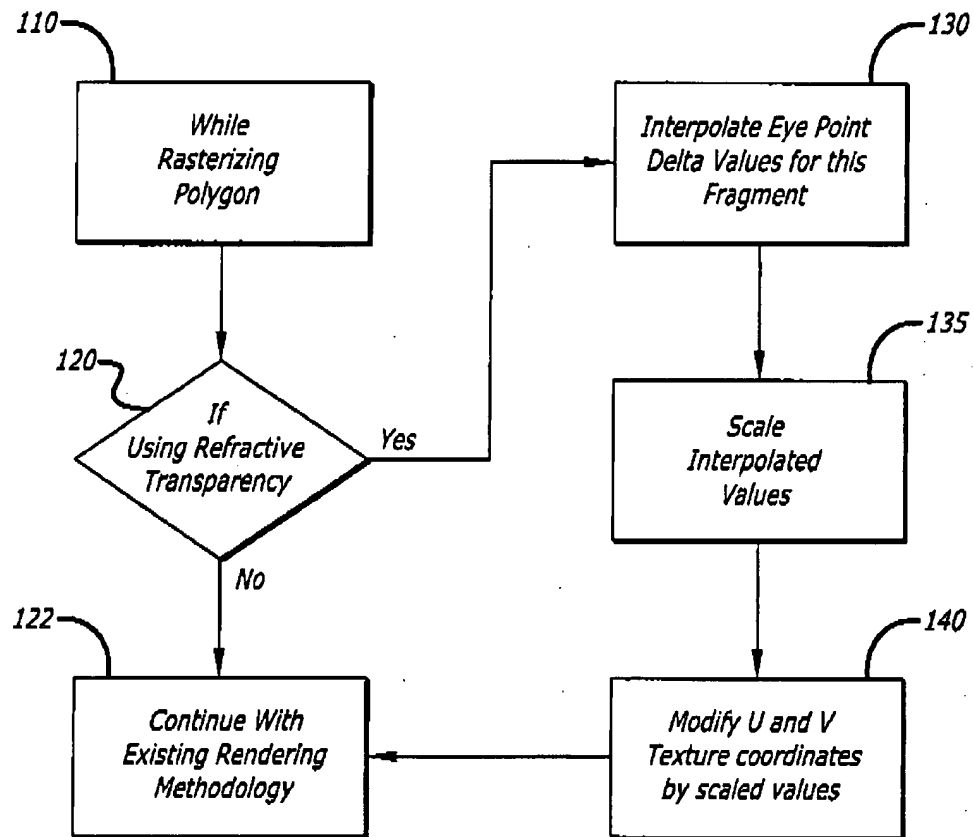 110
While
Rasterizing
Polygon
120
If
Using Refractive
Transparency
Yes
No
122
Continue With
Existing Rendering
Methodology
130
Interpolate Eye Point
Delta Values for this
Fragment
135
Scale
Interpolated
Values
140
Modify U and V
Texture coordinates
by scaled values